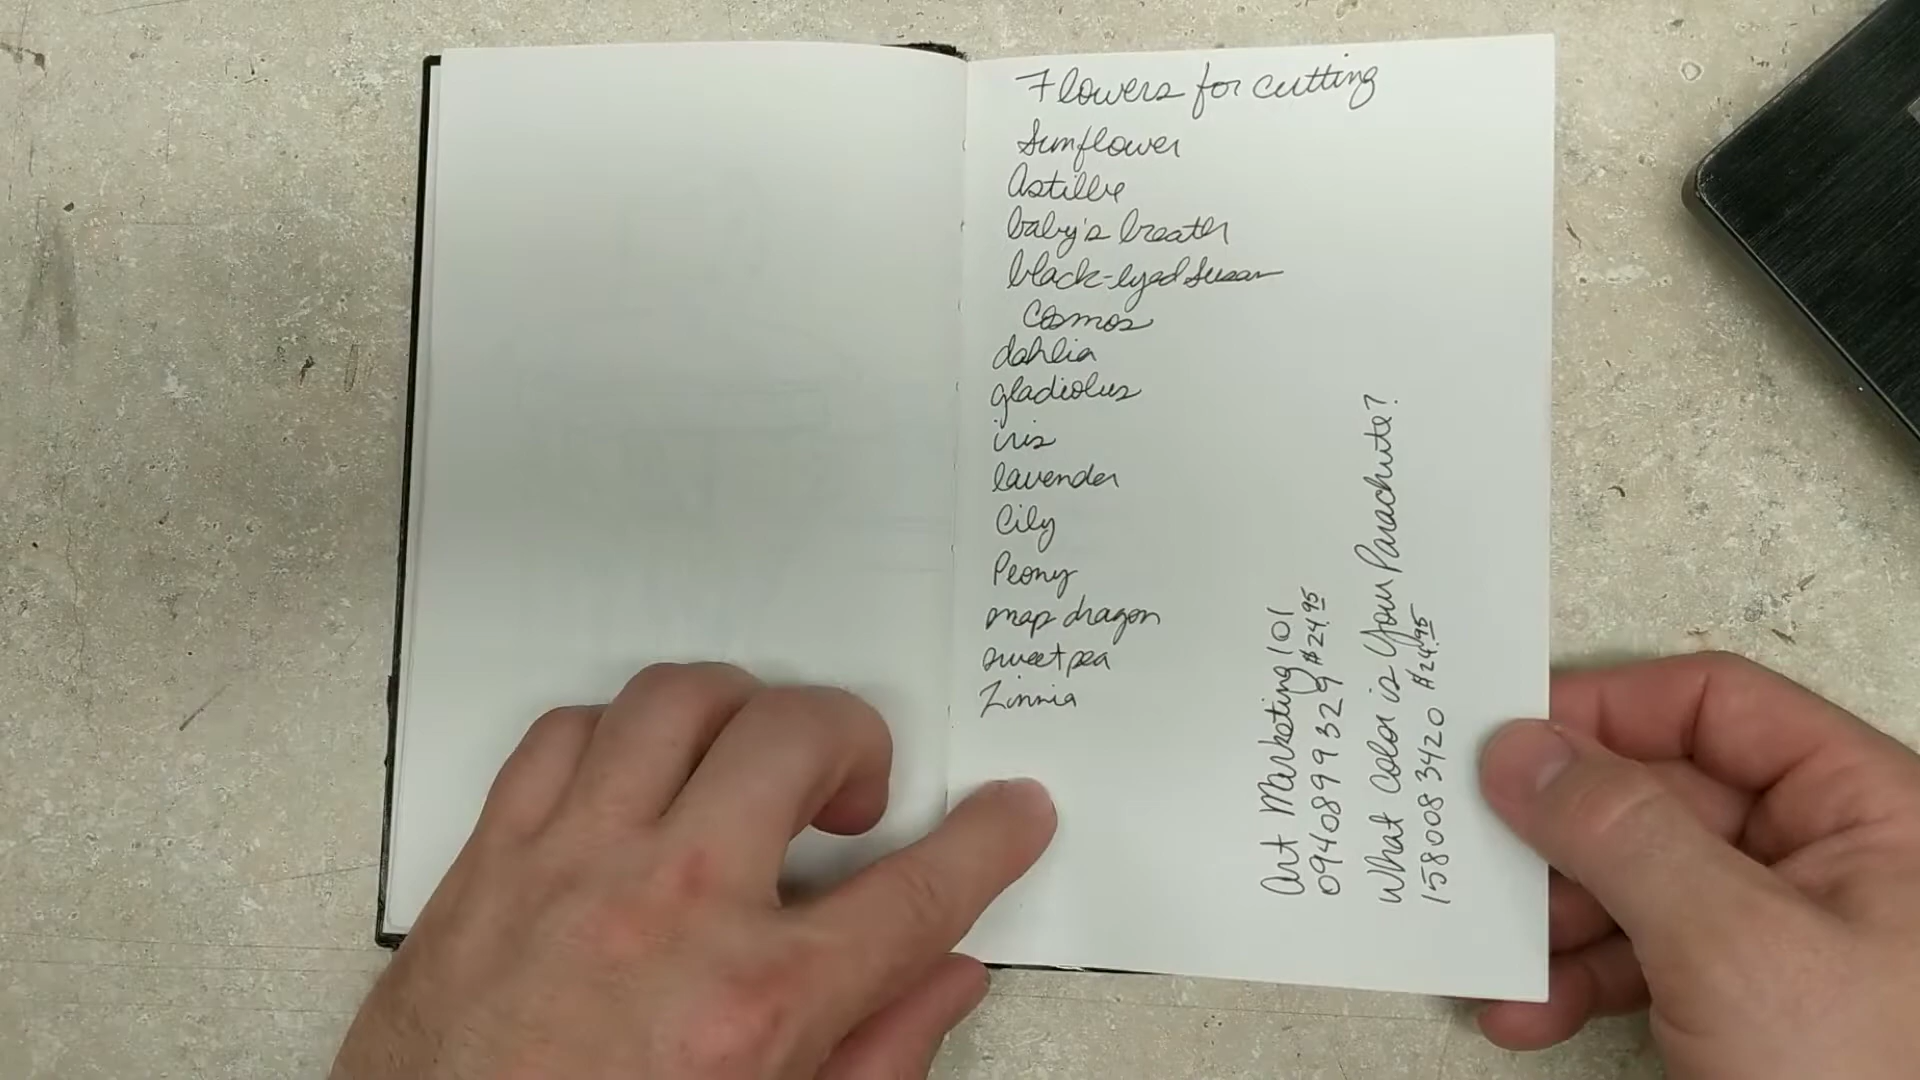 Flowers for cutting
Sunflower
Astilbe
baby's breath
black-eyed Susan
Cosmos
dahlia
gladiolus
iris
lavender
Lily
Peony
snap dragon
sweet pea
Zinnia
Art Marketing 101
0940899329 $24.95
What Color is Your Parachute?
1580083420 $24.95